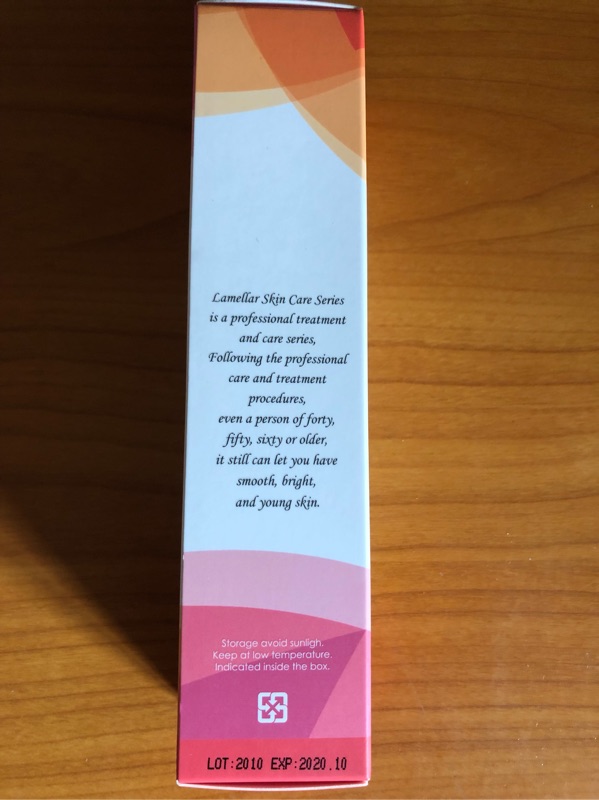 Lamellar Skin Care Series
is a professional treatment
and care series,
Following the professional
care and treatment
procedures,
even a person of forty,
fifty, sixty or older,
it still can let you have
smooth, bright,
and young skin.
Storage avoid sunligh.
Keep at low temperature.
Indicated inside the box.
LOT:2010 EXP:2020.10